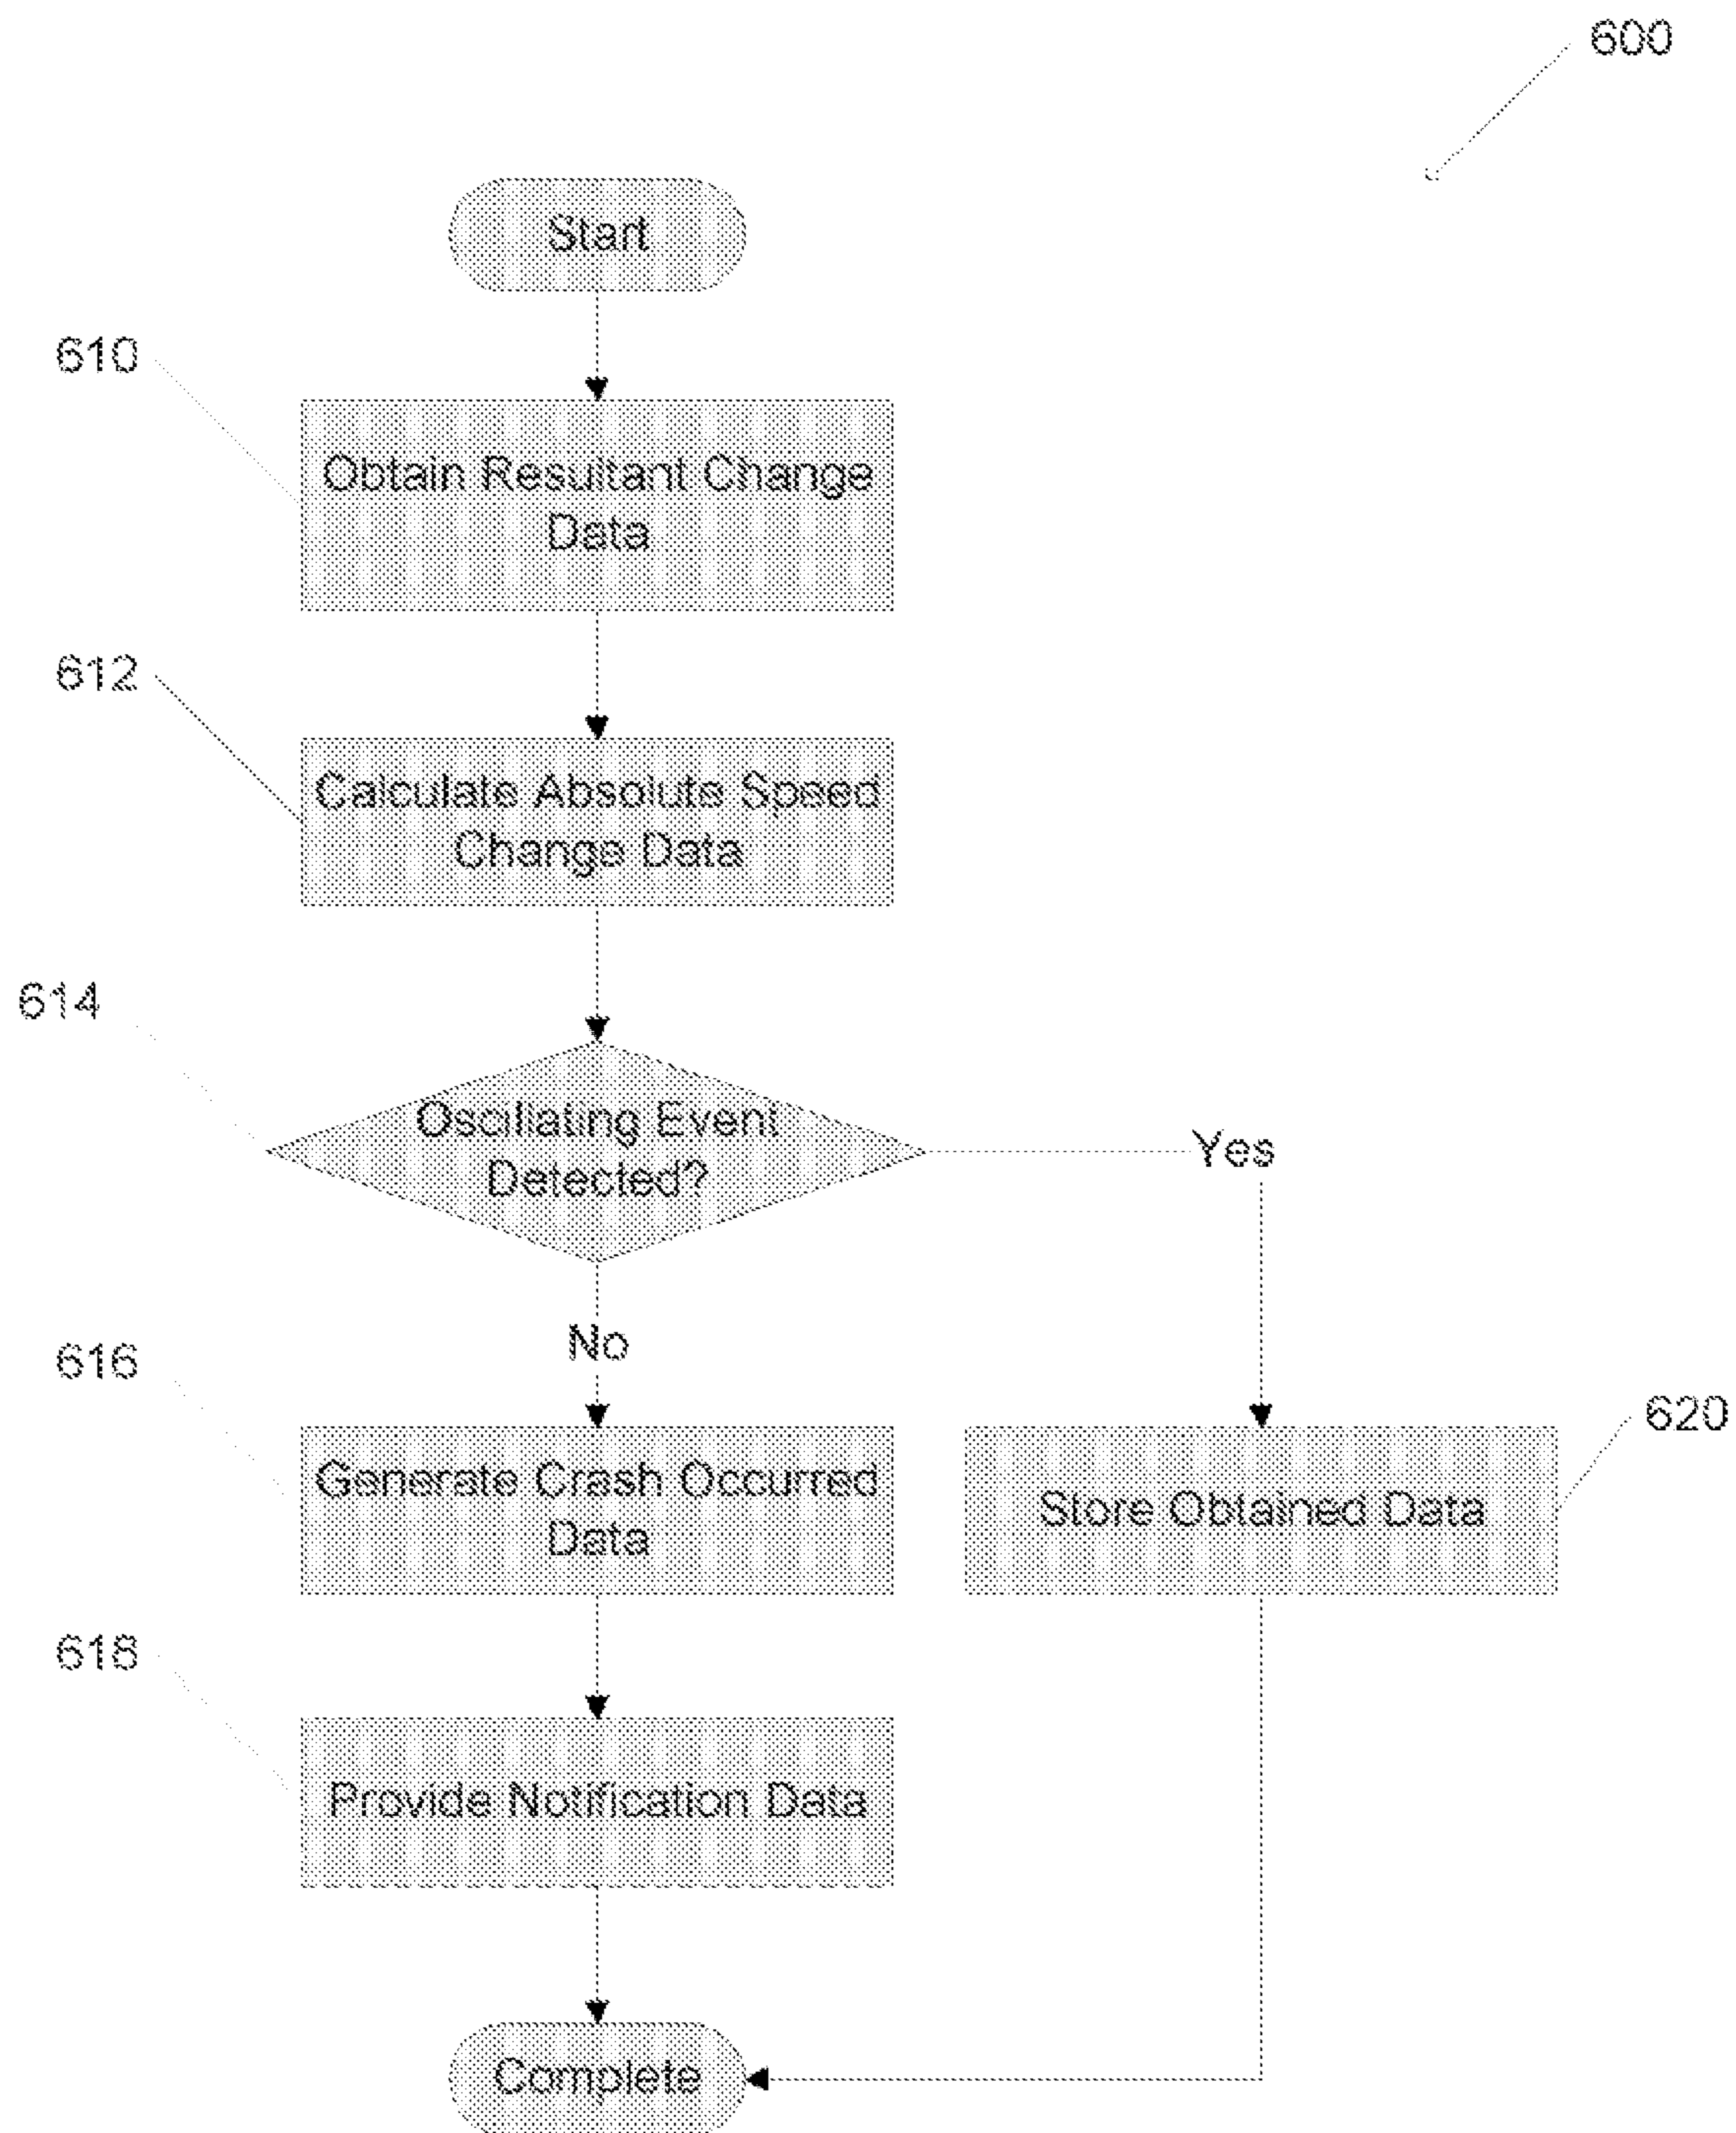 600
Start
610
Obtain Resultant Change
Data
612
Calculate Absolute Speed
Change Data
614
Oscillating Event
Detected?
Yes
No
616
Generate Crash Occurred
Data
620
Store Obtained Data
618
Provide Notification Data
Complete